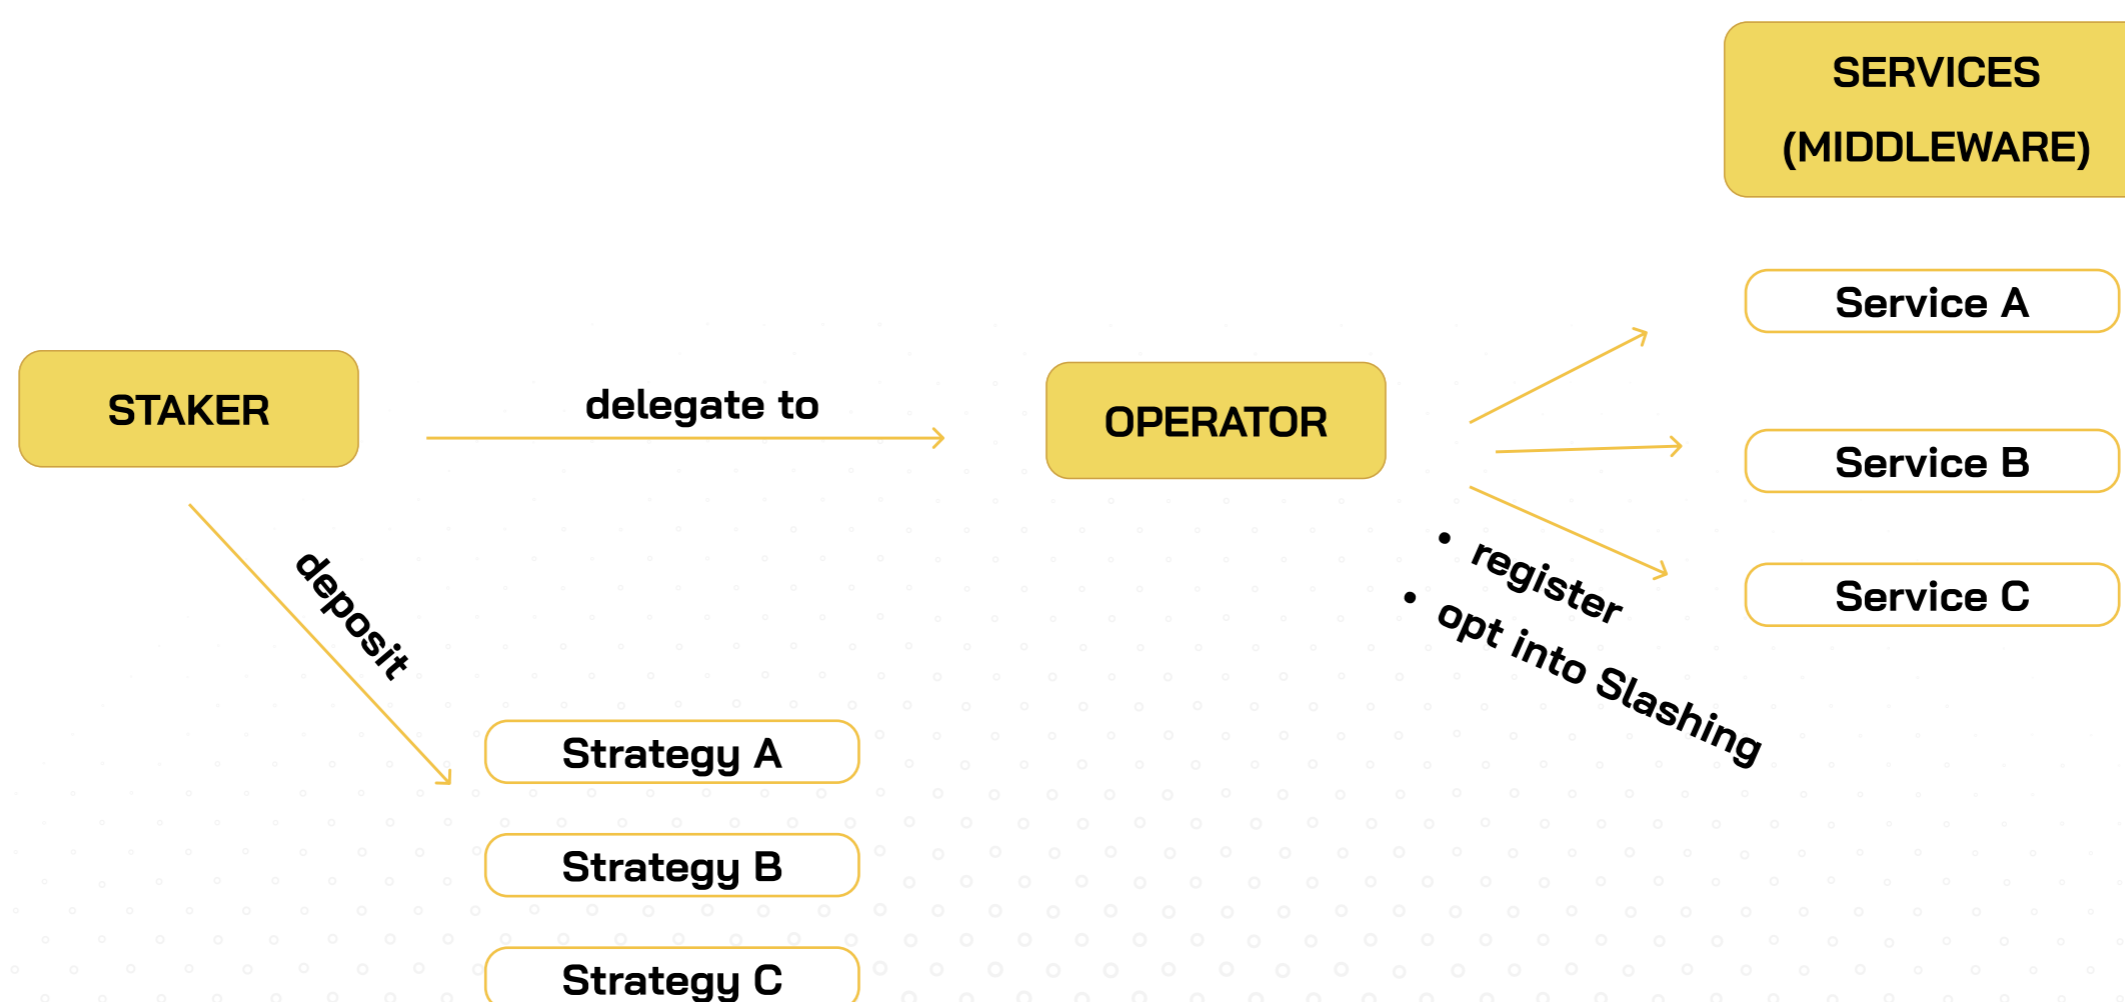 SERVICES
(MIDDLEWARE)
Service A
STAKER
delegate to
OPERATOR
Service B
deposit
• register
• opt into Slashing
Service C
Strategy A
Strategy B
Strategy C